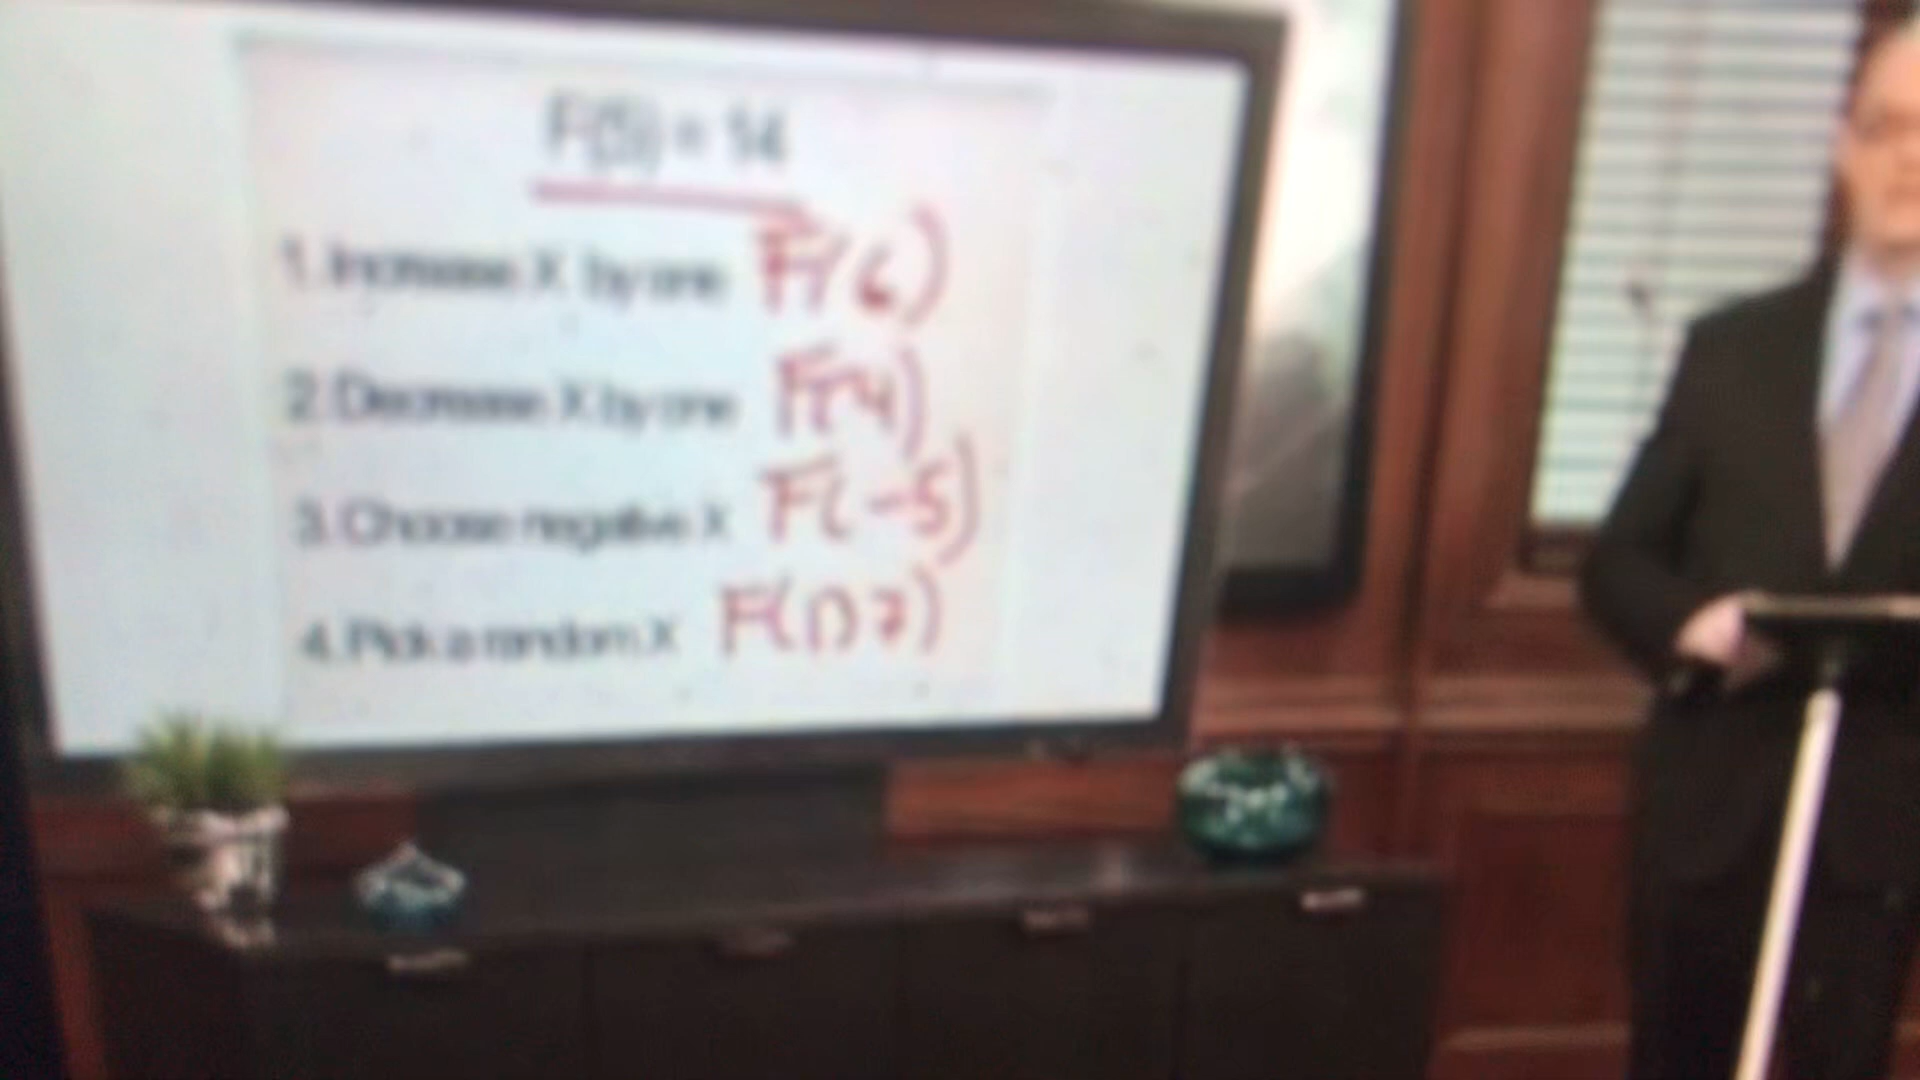 F(5) = 14
1. Increase X by one F(6)
2. Decrease X by one F(4)
3. Choose negative X F(-5)
4. Pick a random X